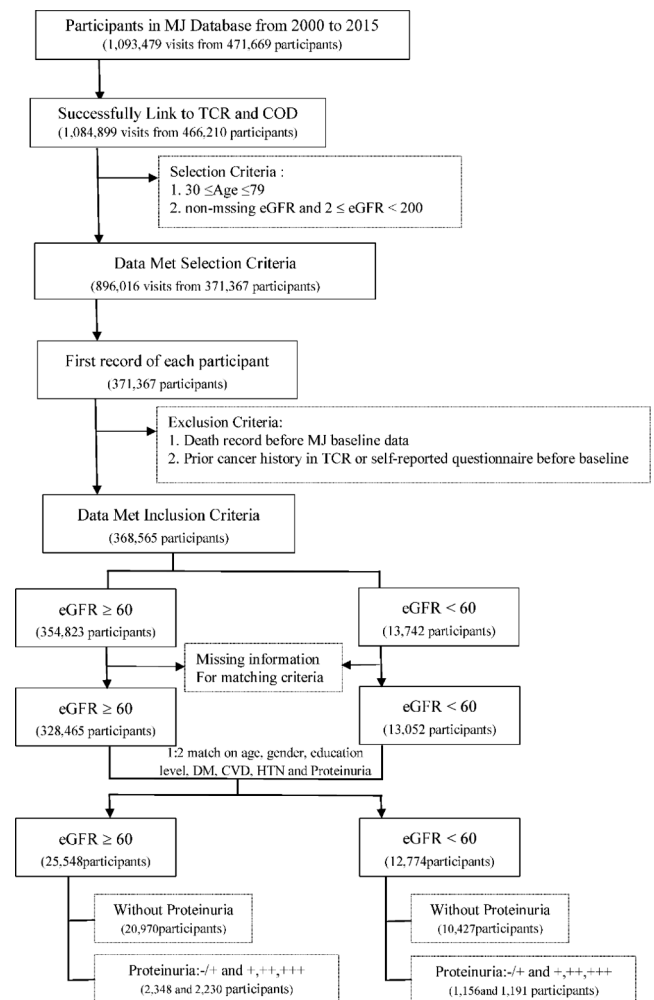 Participants in MJ Database from 2000 to 2015
(1,093,479 visits from 471,669 participants)
Successfully Link to TCR and COD
(1,084,899 visits from 466,210 participants)
Selection Criteria :
1. 30 ≤Age ≤79
2. non-mssing eGFR and 2 ≤ eGFR < 200
Data Met Selection Criteria
(896,016 visits from 371,367 participants)
First record of each participant
(371,367 participants)
Exclusion Criteria:
1. Death record before MJ baseline data
2. Prior cancer history in TCR or self-reported questionnaire before baseline
Data Met Inclusion Criteria
(368,565 participants)
eGFR ≥ 60
(354,823 participants)
eGFR < 60
(13,742 participants)
Missing information
For matching criteria
eGFR ≥ 60
(328,465 participants)
eGFR < 60
(13,052 participants)
1:2 match on age, gender, education
level, DM, CVD, HTN and Proteinuria
eGFR ≥ 60
(25,548participants)
eGFR < 60
(12,774participants)
Without Proteinuria
(20,970participants)
Without Proteinuria
(10,427participants)
Proteinuria:-/+ and +,++,+++
(2,348 and 2,230 participants)
Proteinuria:-/+ and +,++,+++
(1,156and 1,191 participants)